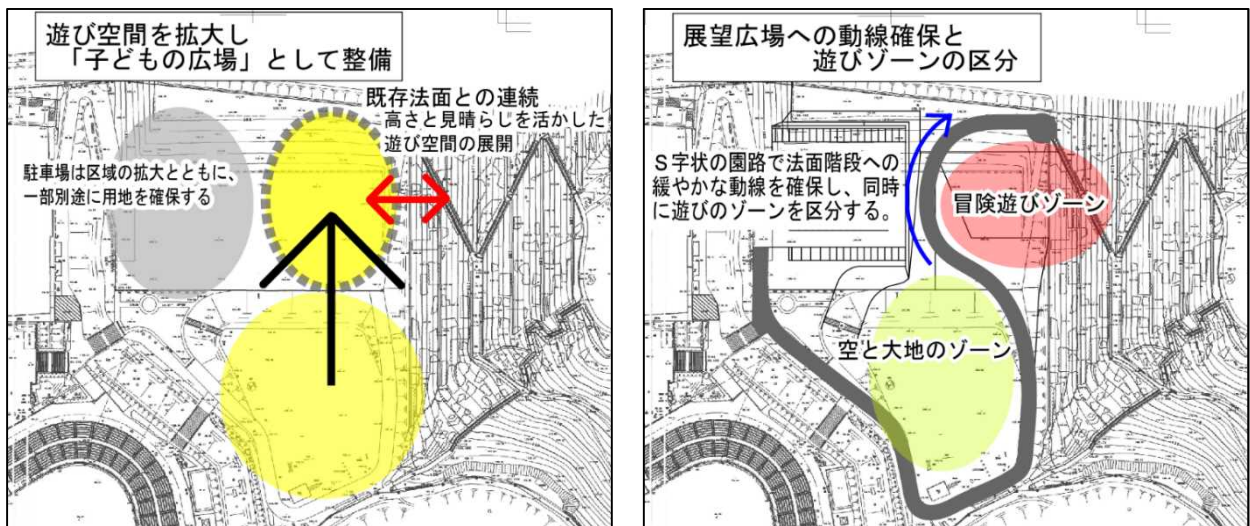 遊び空間を拡大し
「子どもの広場」として整備
既存法面との連続
高さと見晴らしを活かした
遊び空間の展開
駐車場は区域の拡大とともに、
一部別途に用地を確保する
展望広場への動線確保と
遊びゾーンの区分
S字状の園路で法面階段への
緩やかな動線を確保し、同時
に遊びのゾーンを区分する。
冒険遊びゾーン
空と大地のゾーン